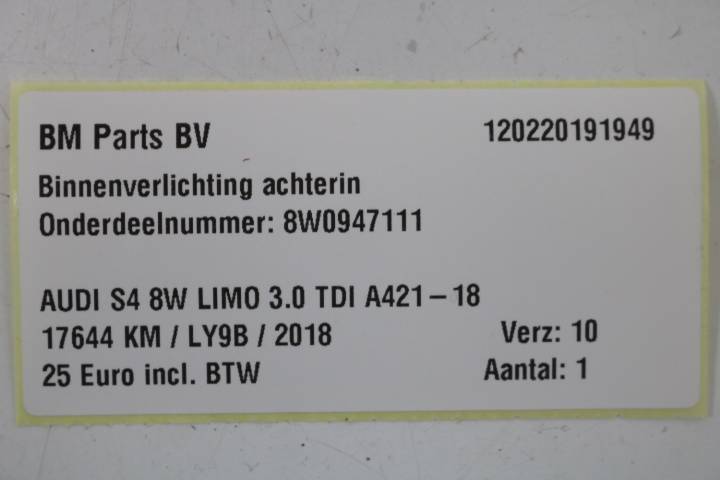 BM Parts BV 120220191949
Binnenverlichting achterin
Onderdeelnummer: 8W0947111
AUDI S4 8W LIMO 3.0 TDI A421-18
17644 KM / LY9B / 2018 Verz: 10
25 Euro incl. BTW Aantal: 1